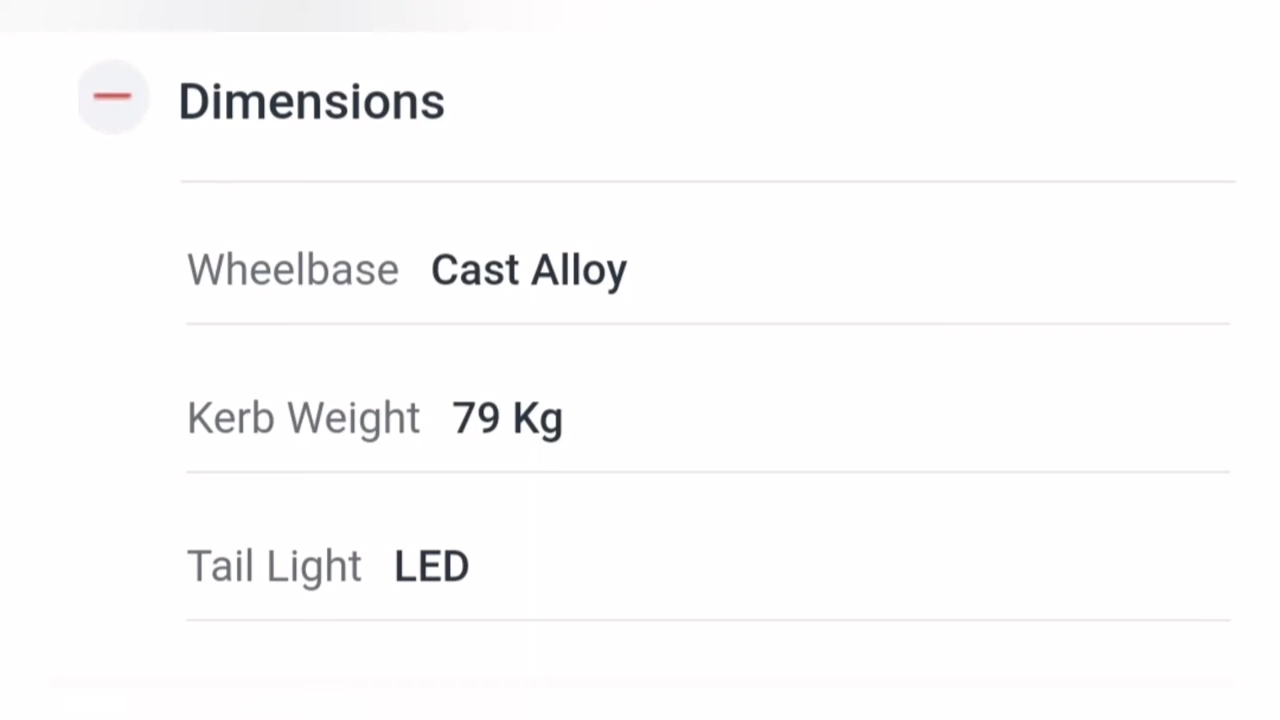 Dimensions
Wheelbase Cast Alloy
Kerb Weight 79 Kg
Tail Light LED